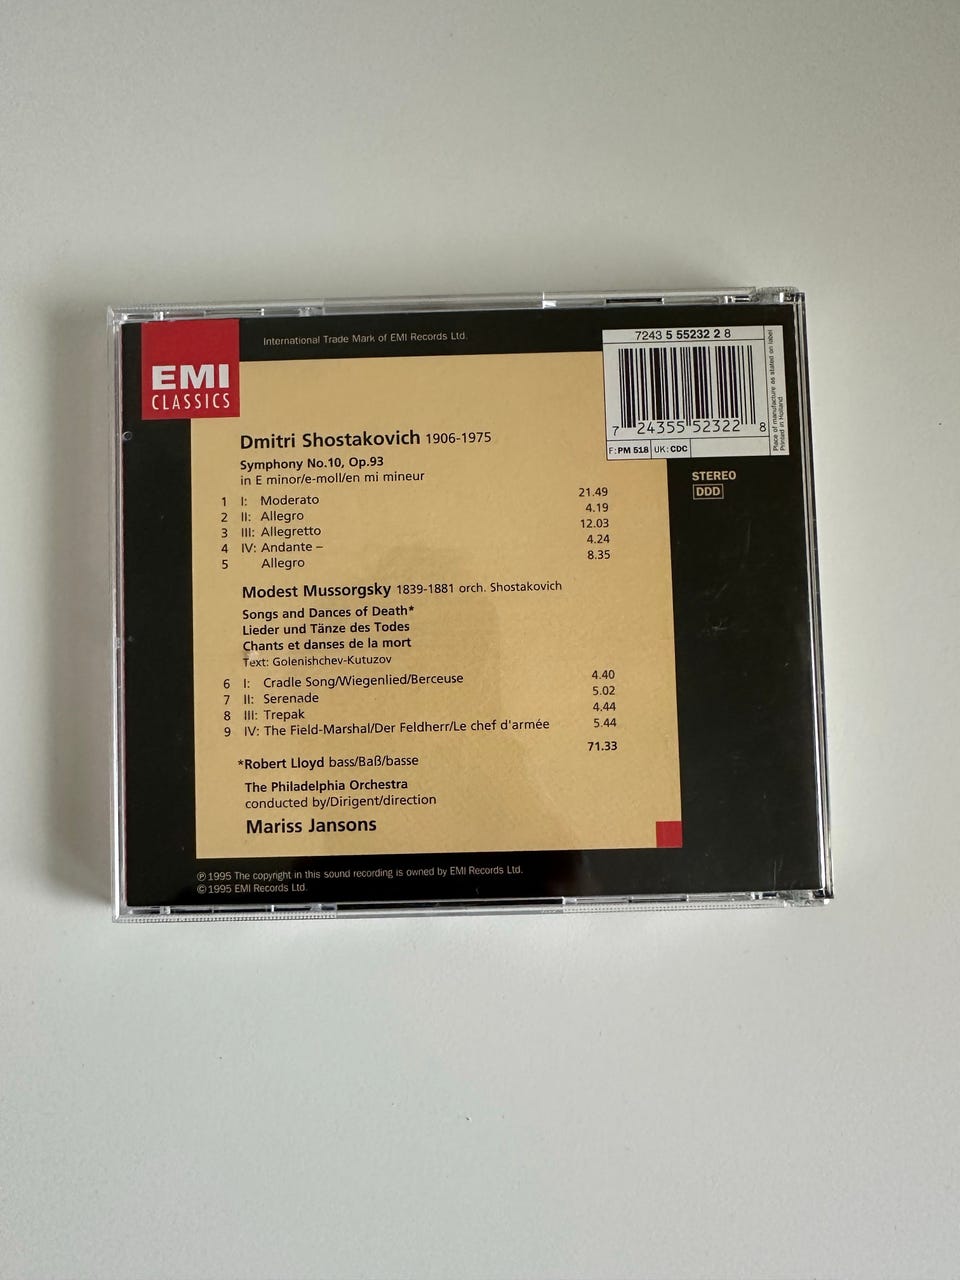 International Trade Mark of EMI Records Ltd.
EMI
CLASSICS
7243 5 55232 2 8
7 24355 52322 8
F: PM 518 UK: CDC
Place of manufacture as stated on label
Printed in Holland
STEREO
DDD
Dmitri Shostakovich 1906-1975
Symphony No.10, Op.93
in E minor/e-moll/en mi mineur
1 I: Moderato 21.49
2 II: Allegro 4.19
3 III: Allegretto 12.03
4 IV: Andante – 4.24
5 Allegro 8.35
Modest Mussorgsky 1839-1881 orch. Shostakovich
Songs and Dances of Death*
Lieder und Tänze des Todes
Chants et danses de la mort
Text: Golenishchev-Kutuzov
6 I: Cradle Song/Wiegenlied/Berceuse 4.40
7 II: Serenade 5.02
8 III: Trepak 4.44
9 IV: The Field-Marshal/Der Feldherr/Le chef d'armée 5.44
71.33
*Robert Lloyd bass/Baß/basse
The Philadelphia Orchestra
conducted by/Dirigent/direction
Mariss Jansons
℗ 1995 The copyright in this sound recording is owned by EMI Records Ltd.
© 1995 EMI Records Ltd.